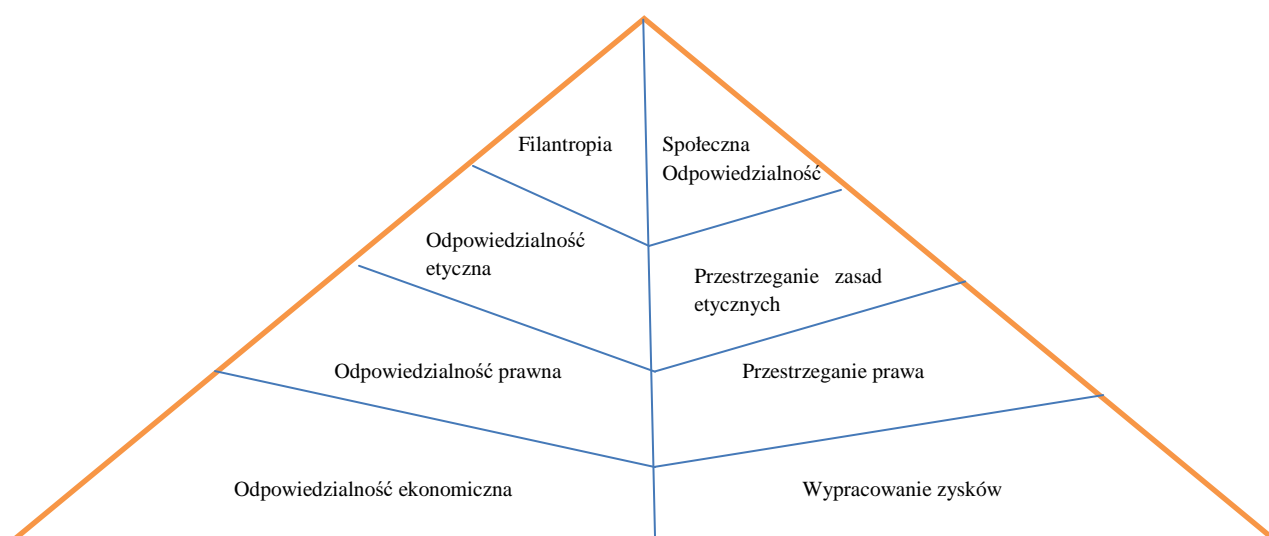 Filantropia
Społeczna
Odpowiedzialność
Odpowiedzialność
etyczna
Przestrzeganie zasad
etycznych
Odpowiedzialność prawna
Przestrzeganie prawa
Odpowiedzialność ekonomiczna
Wypracowanie zysków